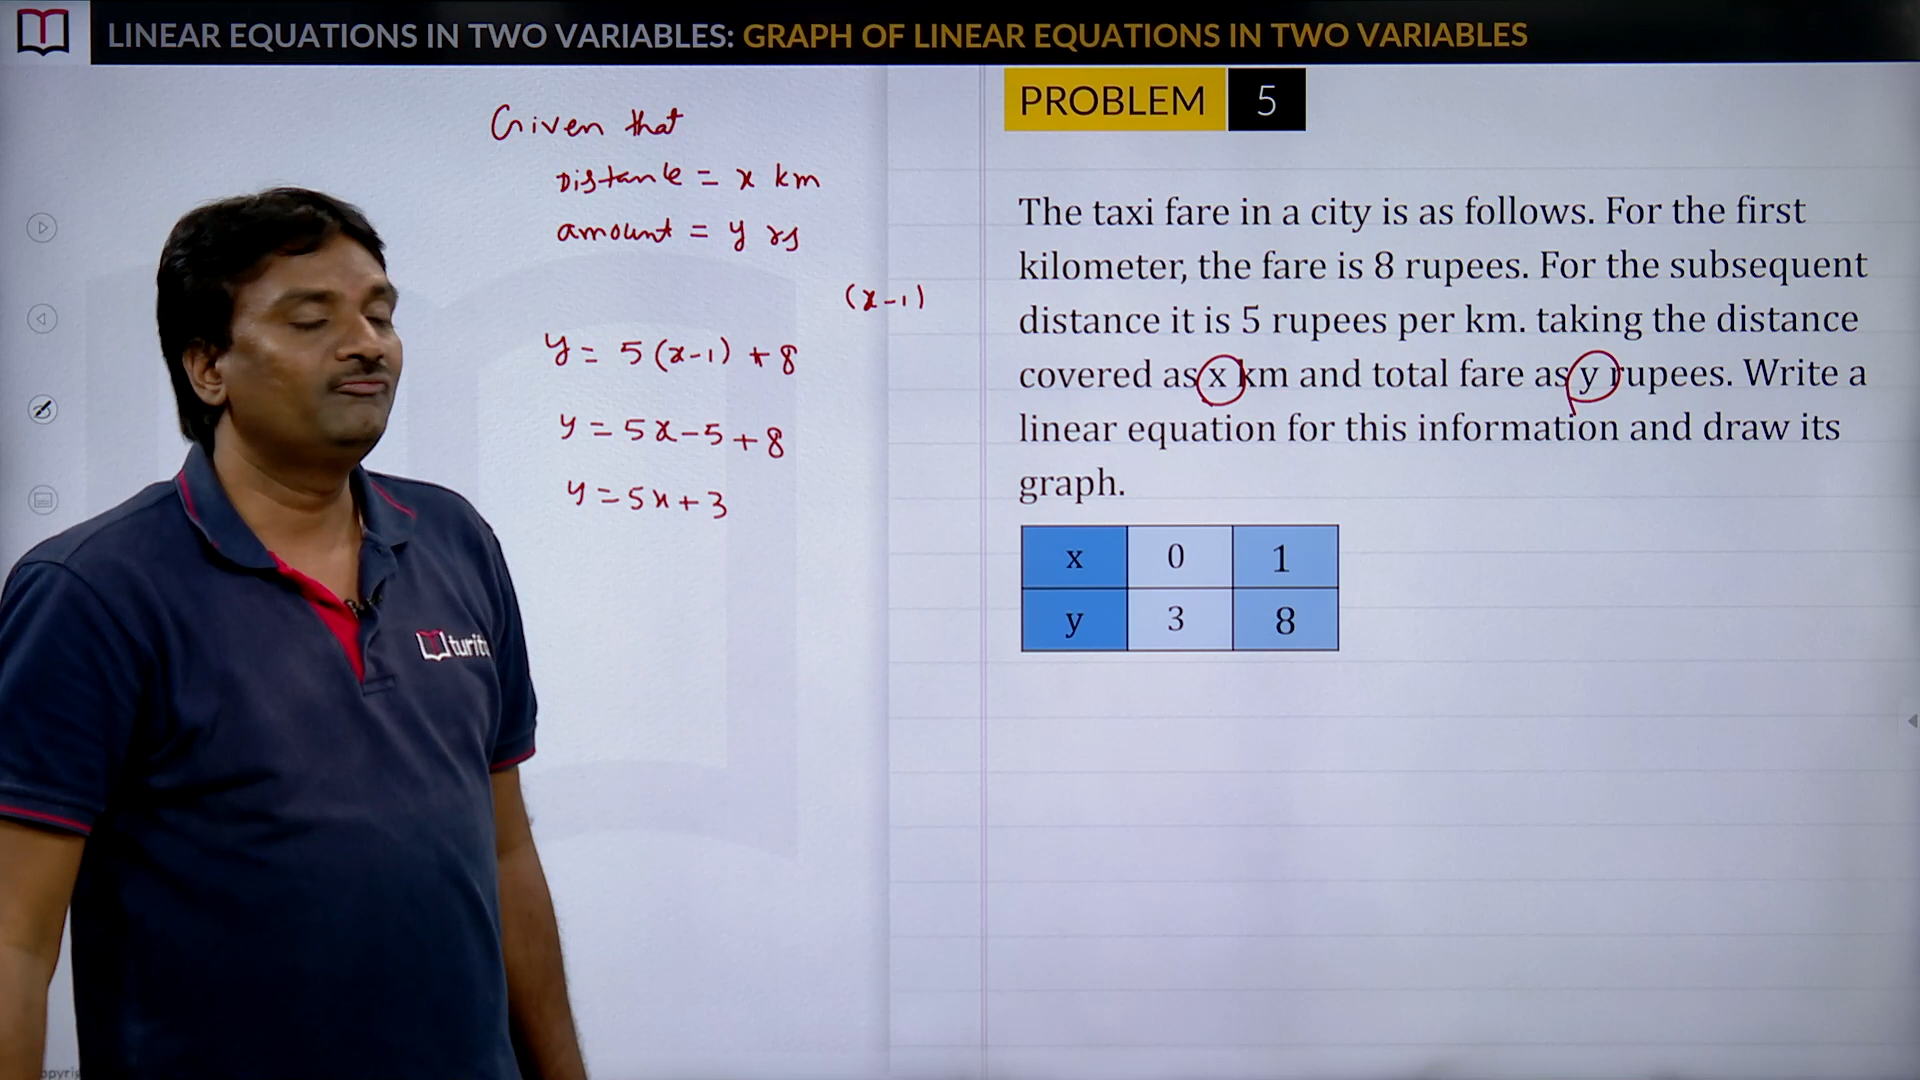 LINEAR EQUATIONS IN TWO VARIABLES: GRAPH OF LINEAR EQUATIONS IN TWO VARIABLES
Given that
Distance = x km
amount = y rs
(x-1)
y = 5(x-1) + 8
y = 5x-5+8
y = 5x+3
PROBLEM 5
The taxi fare in a city is as follows. For the first
kilometer, the fare is 8 rupees. For the subsequent
distance it is 5 rupees per km. taking the distance
covered as x km and total fare as y rupees. Write a
linear equation for this information and draw its
graph.
x 0 1
y 3 8